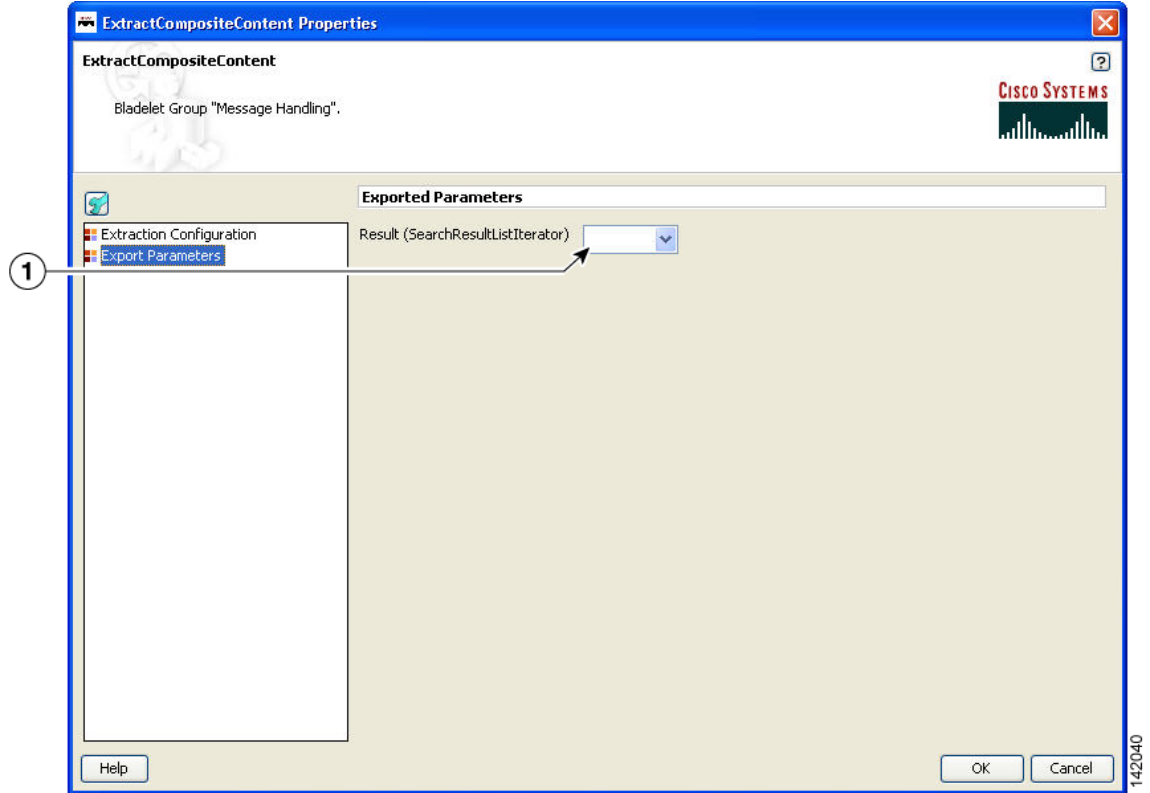 ExtractCompositeContent Properties
ExtractCompositeContent
?
Bladelet Group "Message Handling".
CISCO SYSTEMS
Exported Parameters
Extraction Configuration
Result (SearchResultListIterator)
Export Parameters
1
Help
OK
Cancel
142040